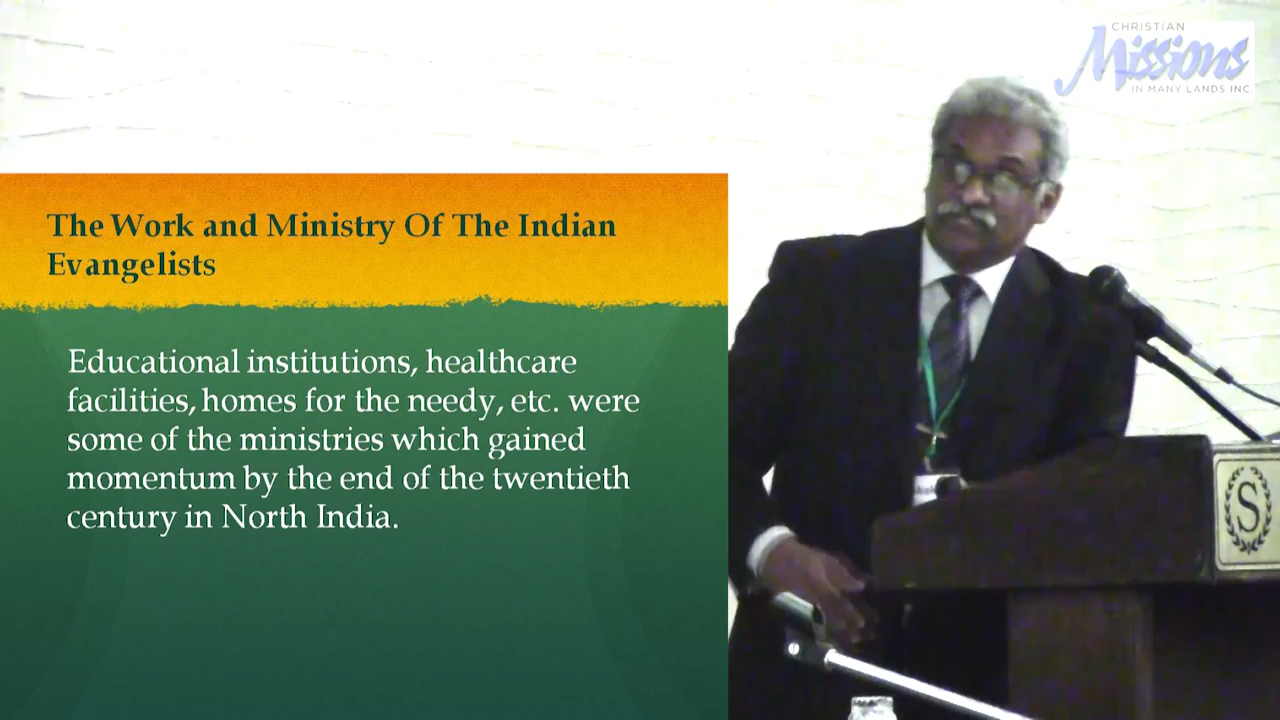 CHRISTIAN
Missions
IN MANY LANDS INC.
The Work and Ministry Of The Indian
Evangelists
Educational institutions, healthcare
facilities, homes for the needy, etc. were
some of the ministries which gained
momentum by the end of the twentieth
century in North India.
S